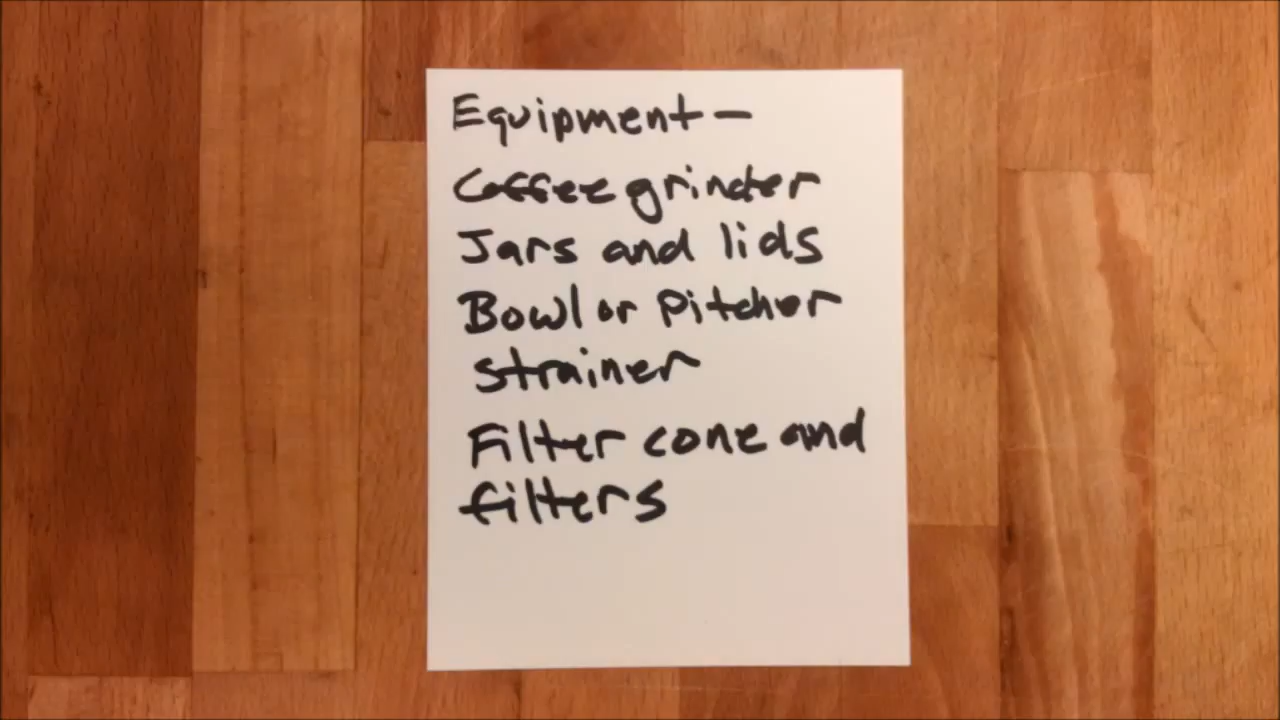 Equipment —
Coffee grinder
Jars and lids
Bowl or Pitcher
strainer
Filter cone and
filters